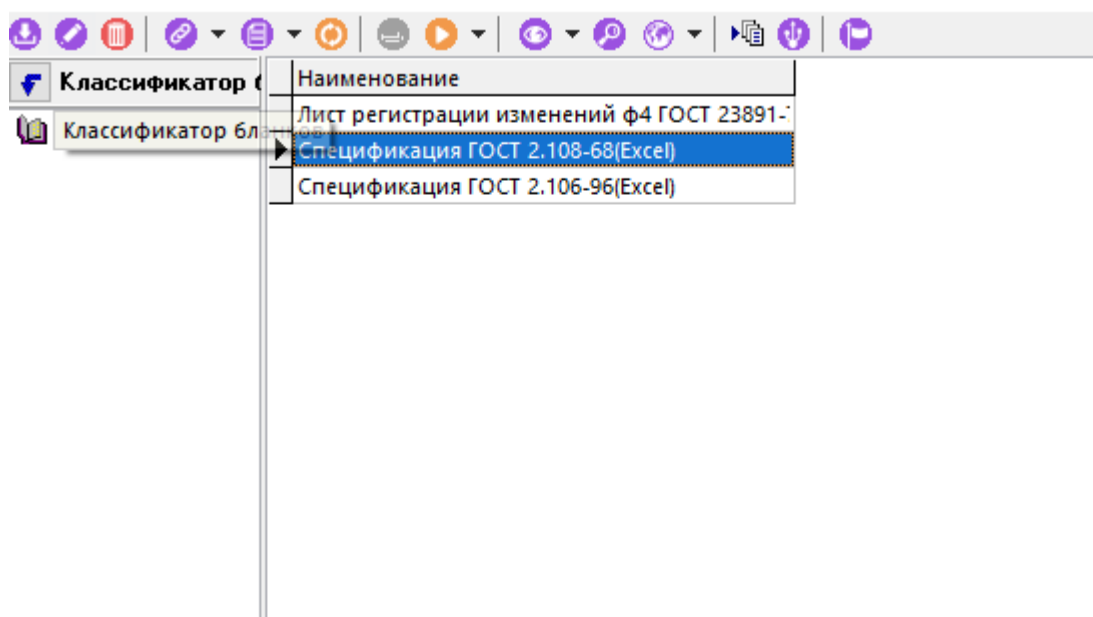 Классификатор б
Классификатор бланков
Наименование
Лист регистрации изменений ф4 ГОСТ 23891-
Спецификация ГОСТ 2.108-68(Excel)
Спецификация ГОСТ 2.106-96(Excel)